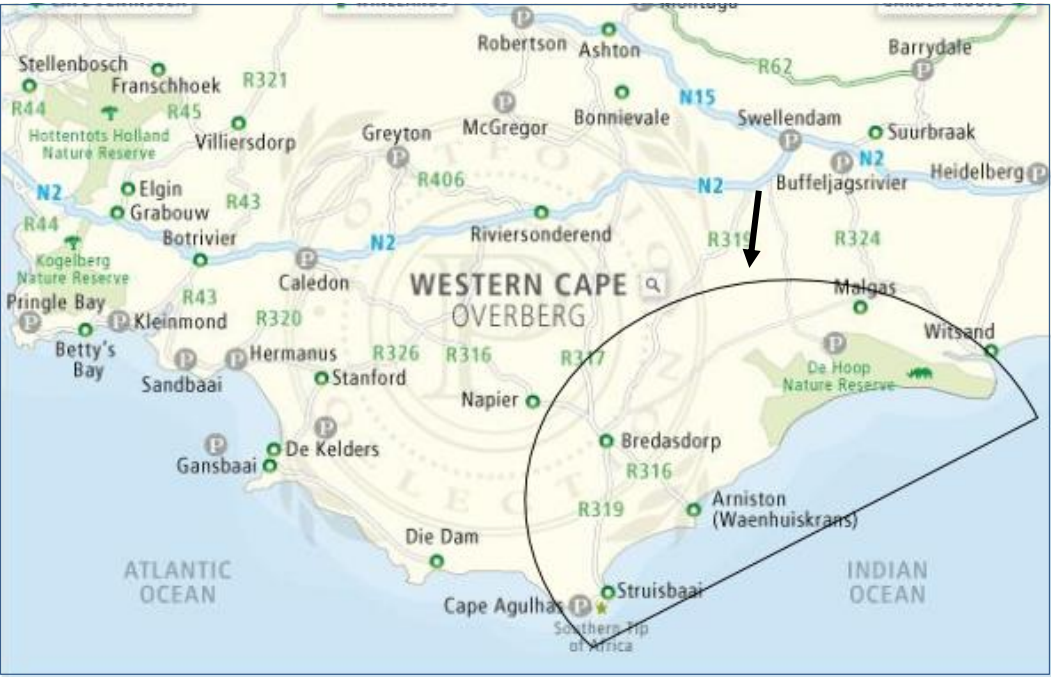 Robertson
Ashton
Barrydale
Stellenbosch
Franschhoek
R321
R62
R44
R45
N15
Hottentots Holland
Nature Reserve
Villiersdorp
Greyton
McGregor
Bonnievale
Swellendam
Suurbraak
N2
Elgin
Grabouw
R43
R406
N2
Buffeljagsrivier
N2
Heidelberg
R44
Botrivier
N2
Riviersonderend
R319
R324
Kogelberg
Nature Reserve
Caledon
WESTERN CAPE
OVERBERG
Malgas
Pringle Bay
R43
Kleinmond
R320
Witsand
Betty's
Bay
Sandbaai
Hermanus
R326
R316
R317
De Hoop
Nature Reserve
Stanford
Napier
Bredasdorp
De Kelders
Gansbaai
R316
R319
Arniston
(Waenhuiskrans)
Die Dam
ATLANTIC
OCEAN
INDIAN
OCEAN
Struisbaai
Cape Agulhas
Southern Tip
of Africa